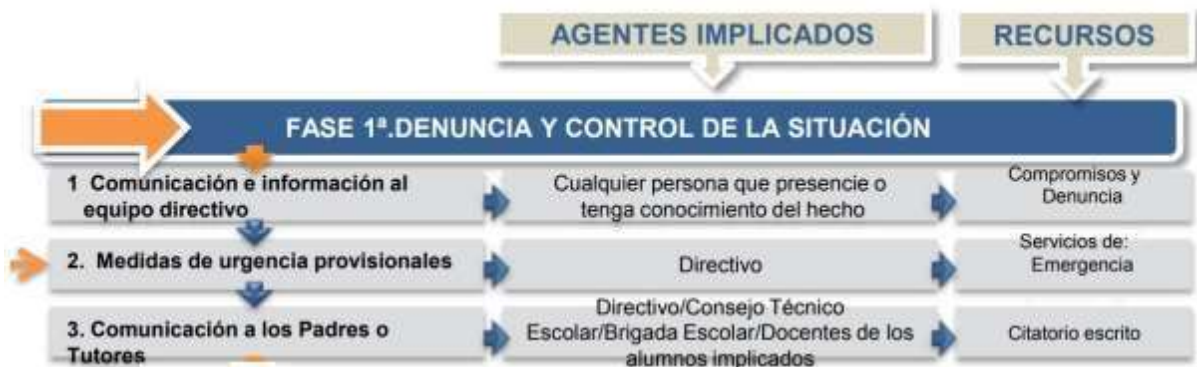 AGENTES IMPLICADOS
RECURSOS
FASE 1ª.DENUNCIA Y CONTROL DE LA SITUACIÓN
1 Comunicación e información al
equipo directivo
Cualquier persona que presencie o
tenga conocimiento del hecho
Compromisos y
Denuncia
2. Medidas de urgencia provisionales
Directivo
Servicios de:
Emergencia
3. Comunicación a los Padres o
Tutores
Directivo/Consejo Técnico
Escolar/Brigada Escolar/Docentes de los
alumnos implicados
Citatorio escrito